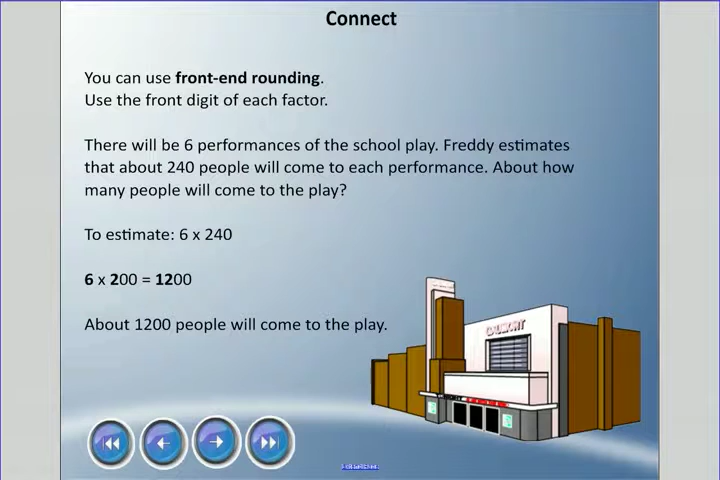 Connect
You can use front-end rounding.
Use the front digit of each factor.
There will be 6 performances of the school play. Freddy estimates
that about 240 people will come to each performance. About how
many people will come to the play?
To estimate: 6 x 240
6 x 200 = 1200
About 1200 people will come to the play.